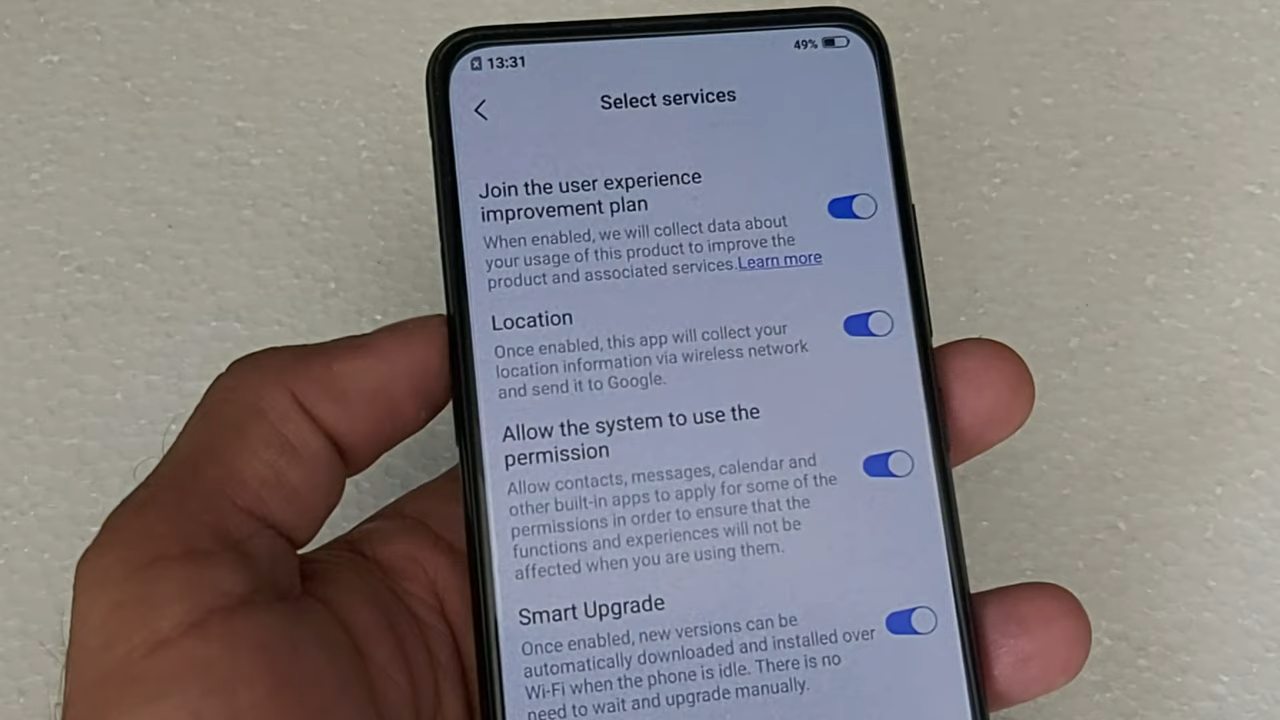 13:31
49%
Select services
Join the user experience
improvement plan
When enabled, we will collect data about
your usage of this product to improve the
product and associated services.Learn more
Location
Once enabled, this app will collect your
location information via wireless network
and send it to Google.
Allow the system to use the
permission
Allow contacts, messages, calendar and
other built-in apps to apply for some of the
permissions in order to ensure that the
functions and experiences will not be
affected when you are using them.
Smart Upgrade
Once enabled, new versions can be
automatically downloaded and installed over
Wi-Fi when the phone is idle. There is no
need to wait and upgrade manually.